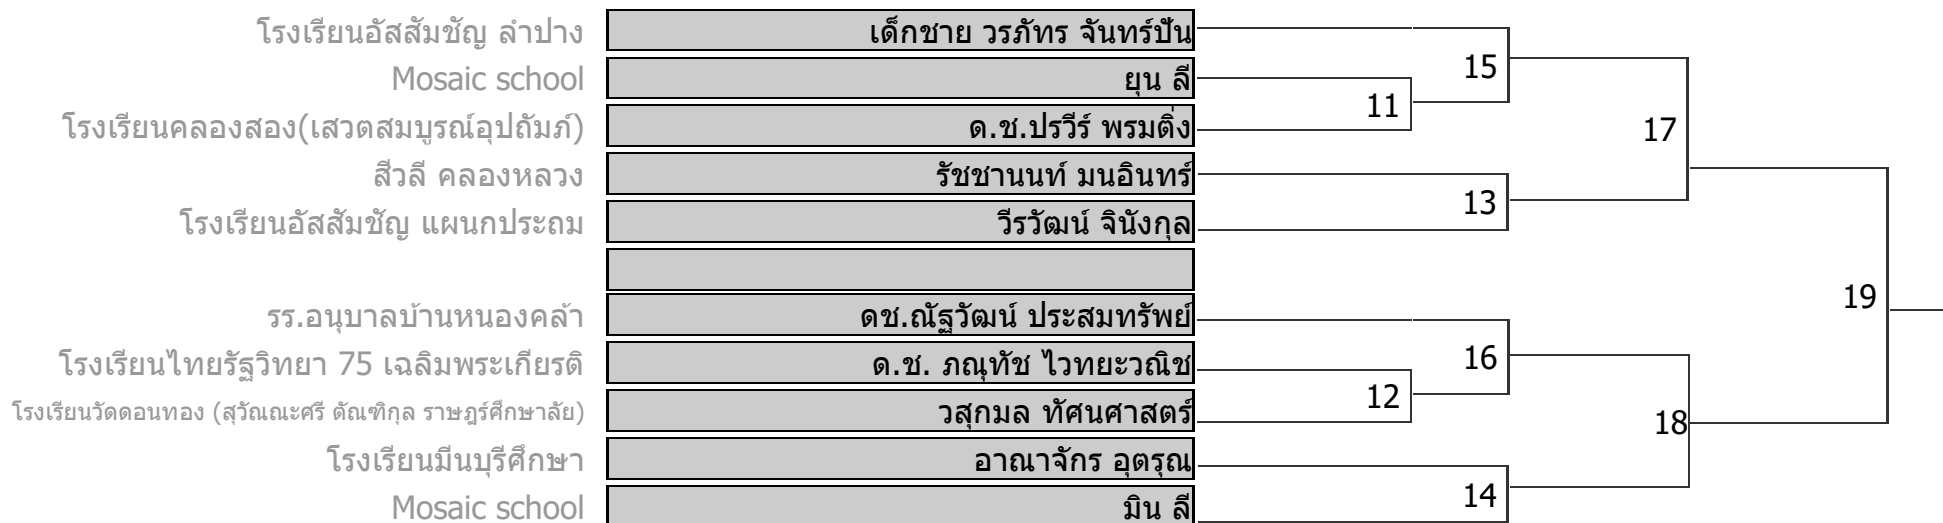 โรงเรียนอัสสัมชัญ ลำปาง เด็กชาย วรภัทร จันทร์ปัน
15
Mosaic school ยุน ลี
11
โรงเรียนคลองสอง(เสวตสมบูรณ์อุปถัมภ์) ด.ช.ปรวีร์ พรมติ่ง
17
สีวลี คลองหลวง รัชชานนท์ มนอินทร์
13
โรงเรียนอัสสัมชัญ แผนกประถม วีรวัฒน์ จินังกุล
19
รร.อนุบาลบ้านหนองคล้า ดช.ณัฐวัฒน์ ประสมทรัพย์
16
โรงเรียนไทยรัฐวิทยา 75 เฉลิมพระเกียรติ ด.ช. ภณุทัช ไวทยะวณิช
12
โรงเรียนวัดดอนทอง (สุวัณณะศรี ตัณฑิกุล ราษฎร์ศึกษาลัย) วสุกมล ทัศนศาสตร์
18
โรงเรียนมีนบุรีศึกษา อาณาจักร อุตรุณ
14
Mosaic school มิน ลี